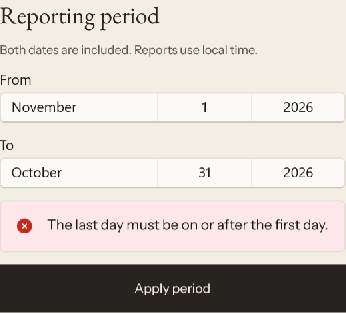 Reporting period
Both dates are included. Reports use local time.
From
November 1 2026
To
October 31 2026
The last day must be on or after the first day.
Apply period